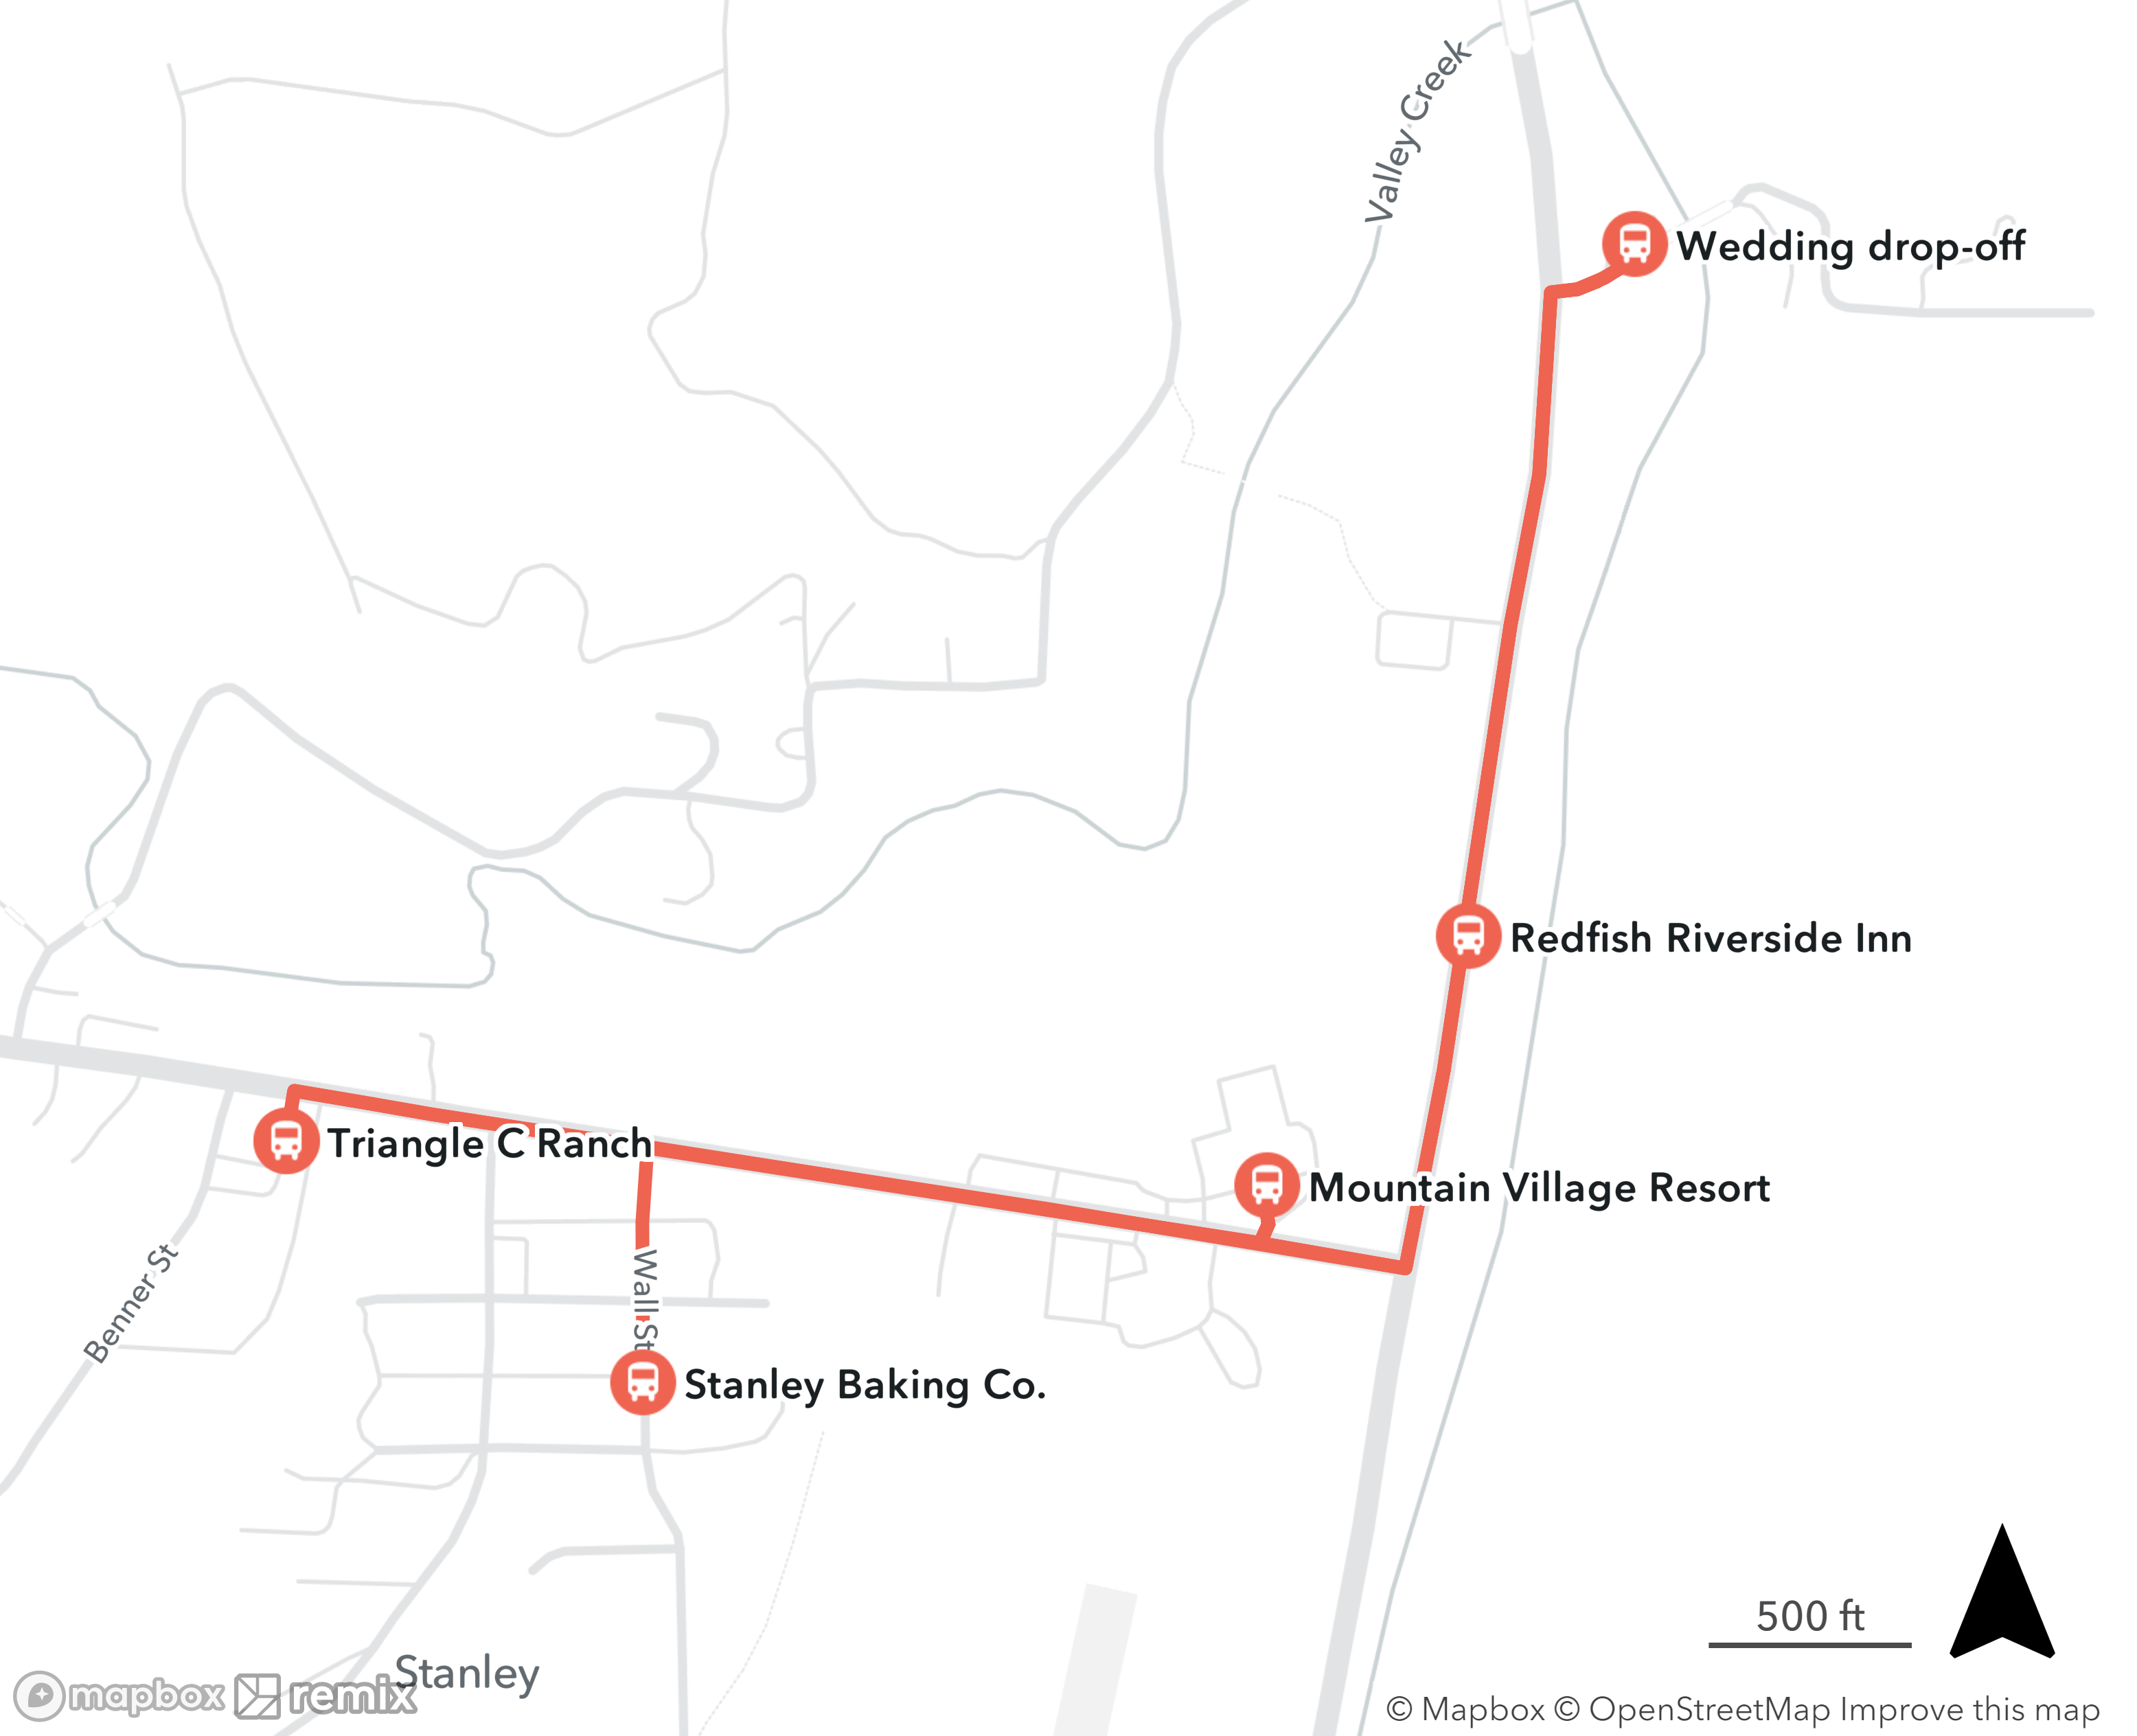 Valley Creek
Wedding drop-off
Redfish Riverside Inn
Triangle C Ranch
Mountain Village Resort
Wall St
Benner St
Stanley Baking Co.
500 ft
Stanley
mapbox
remix
© Mapbox © OpenStreetMap Improve this map